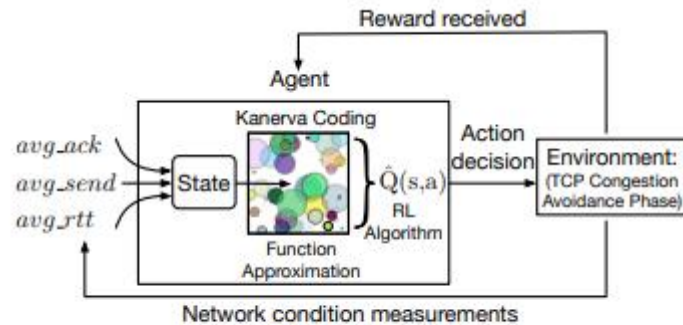 Reward received
Agent
Kanerva Coding
avg_ack
avg_send
avg_rtt
State
Q̂(s,a)
RL
Algorithm
Function
Approximation
Action
decision
Environment:
(TCP Congestion
Avoidance Phase)
Network condition measurements